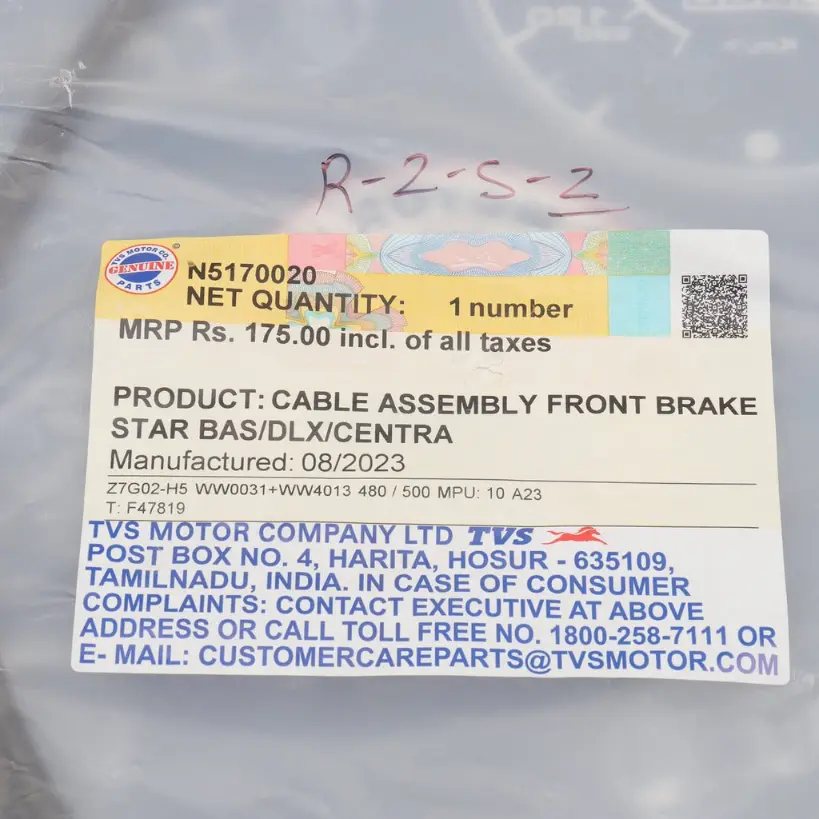 R-2-S-2
TVS MOTOR CO.
GENUINE
PARTS
N5170020
NET QUANTITY: 1 number
MRP Rs. 175.00 incl. of all taxes
PRODUCT: CABLE ASSEMBLY FRONT BRAKE
STAR BAS/DLX/CENTRA
Manufactured: 08/2023
Z7G02-H5 WW0031+WW4013 480 / 500 MPU: 10 A23
T: F47819
TVS MOTOR COMPANY LTD TVS
POST BOX NO. 4, HARITA, HOSUR - 635109,
TAMILNADU, INDIA. IN CASE OF CONSUMER
COMPLAINTS: CONTACT EXECUTIVE AT ABOVE
ADDRESS OR CALL TOLL FREE NO. 1800-258-7111 OR
E- MAIL: CUSTOMERCAREPARTS@TVSMOTOR.COM